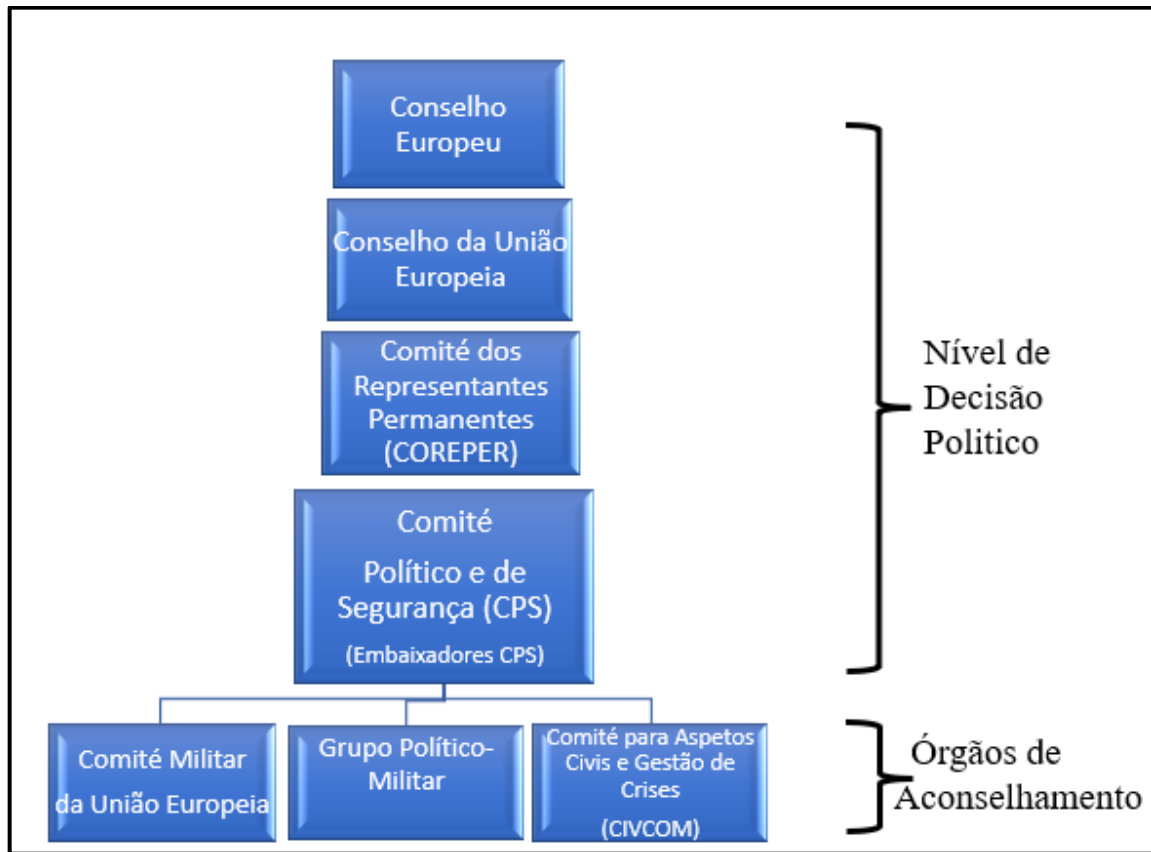 Conselho
Europeu
Conselho da União
Europeia
Comité dos
Representantes
Permanentes
(COREPER)
Comité
Político e de
Segurança (CPS)
(Embaixadores CPS)
Nível de
Decisão
Politico
Comité Militar
da União Europeia
Grupo Político-
Militar
Comité para Aspetos
Civis e Gestão de
Crises
(CIVCOM)
Órgãos de
Aconselhamento